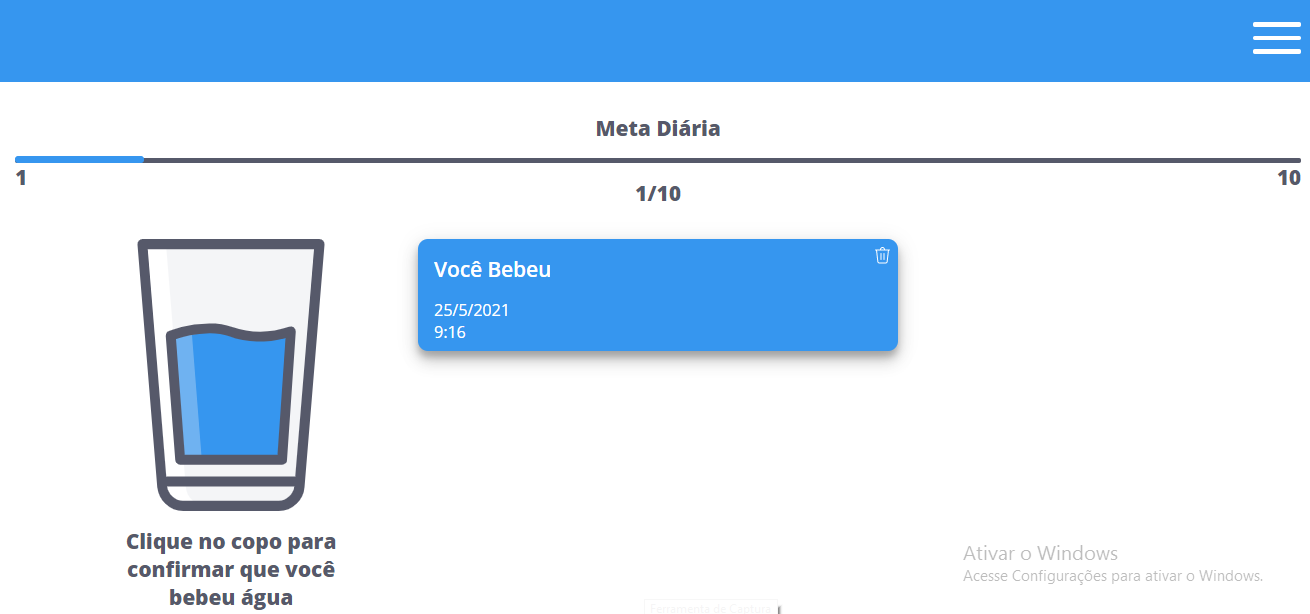 Meta Diária
1
10
1/10
Você Bebeu
25/5/2021
9:16
Clique no copo para
confirmar que você
bebeu água
Ativar o Windows
Acesse Configurações para ativar o Windows.
Ferramenta de Captura